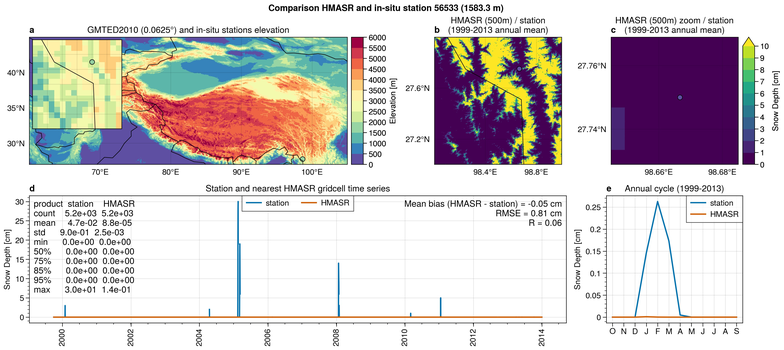 Comparison HMASR and in-situ station 56533 (1583.3 m)
a
GMTED2010 (0.0625°) and in-situ stations elevation
40°N
35°N
30°N
70°E
80°E
90°E
100°E
6000
5500
5000
4500
4000
3500
3000
2500
2000
1500
1000
500
0
Elevation [m]
b
HMASR (500m) / station
(1999-2013 annual mean)
27.6°N
27.2°N
98.4°E
98.8°E
c
HMASR (500m) zoom / station
(1999-2013 annual mean)
27.76°N
27.74°N
98.66°E
98.68°E
10
9
8
7
6
5
4
3
2
1
0
Snow Depth [cm]
d
Station and nearest HMASR gridcell time series
product station HMASR
count 5.2e+03 5.2e+03
mean 4.7e-02 8.8e-05
std 9.0e-01 2.5e-03
min 0.0e+00 0.0e+00
50% 0.0e+00 0.0e+00
75% 0.0e+00 0.0e+00
85% 0.0e+00 0.0e+00
95% 0.0e+00 0.0e+00
max 3.0e+01 1.4e-01
station HMASR
Mean bias (HMASR - station) = -0.05 cm
RMSE = 0.81 cm
R = 0.06
Snow Depth [cm]
30
25
20
15
10
5
0
2000
2002
2004
2006
2008
2010
2012
2014
e
Annual cycle (1999-2013)
station
HMASR
Snow Depth [cm]
0.25
0.2
0.15
0.1
0.05
0
O N D J F M A M J J A S